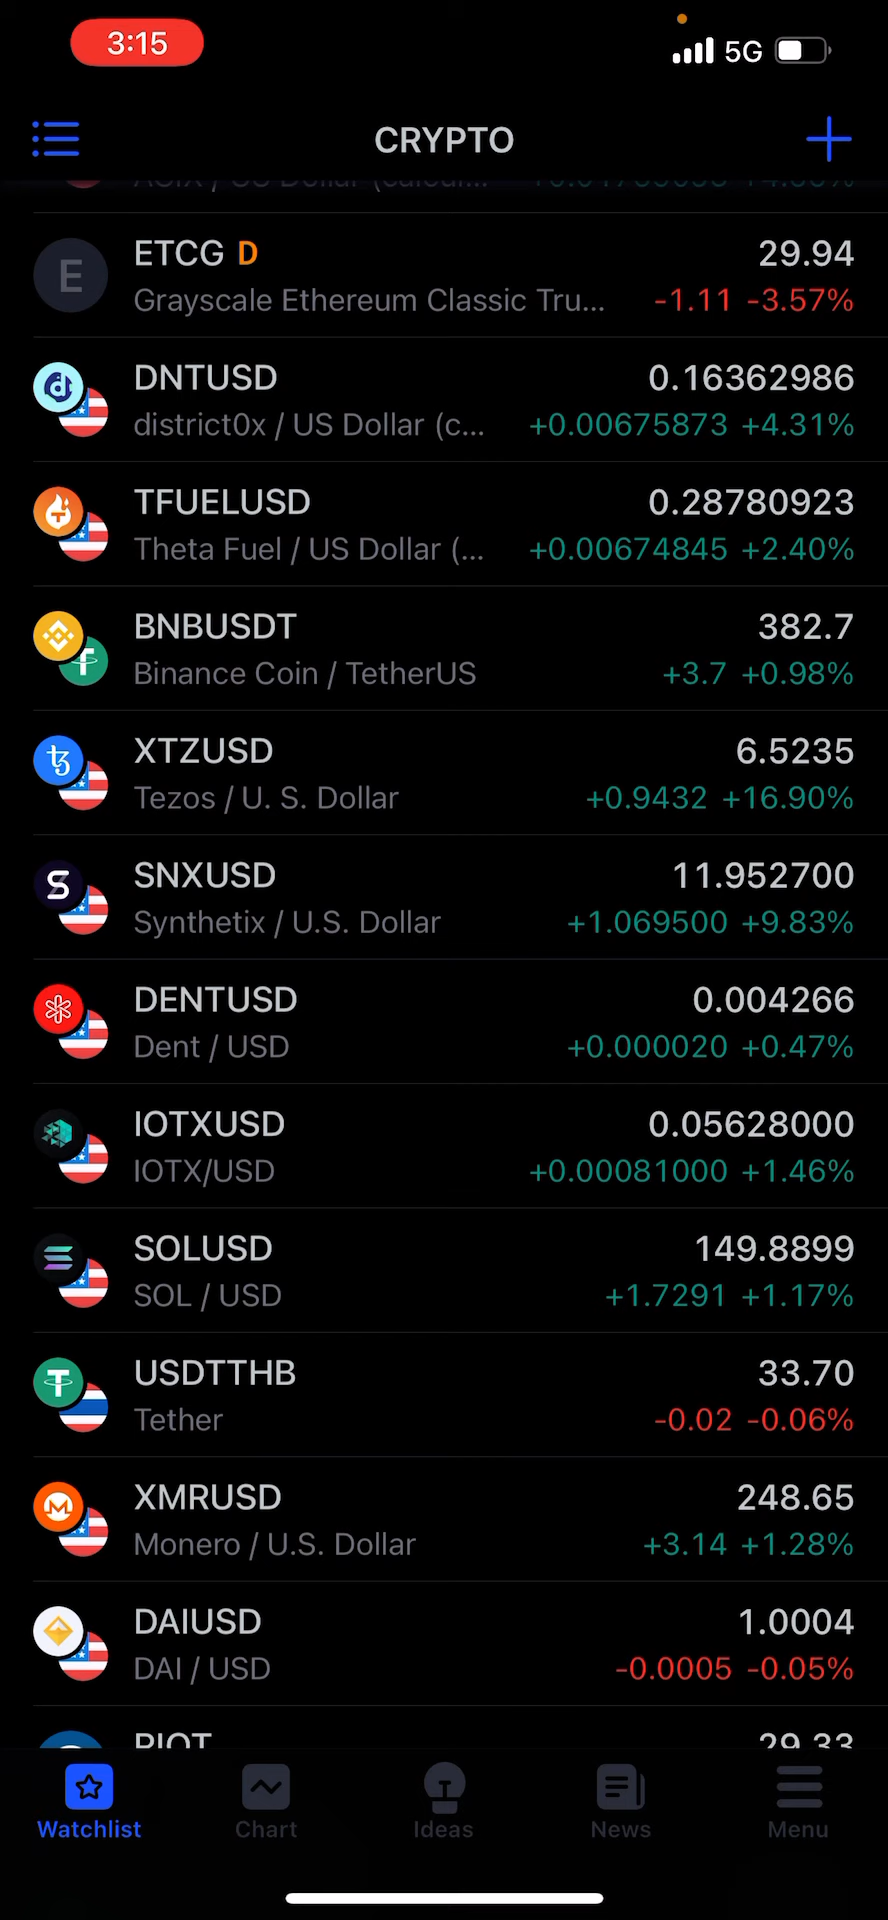 3:15
5G
CRYPTO
ETCG D
29.94
Grayscale Ethereum Classic Tru...
-1.11 -3.57%
DNTUSD
0.16362986
district0x / US Dollar (c...
+0.00675873 +4.31%
TFUELUSD
0.28780923
Theta Fuel / US Dollar (...
+0.00674845 +2.40%
BNBUSDT
382.7
Binance Coin / TetherUS
+3.7 +0.98%
XTZUSD
6.5235
Tezos / U. S. Dollar
+0.9432 +16.90%
SNXUSD
11.952700
Synthetix / U.S. Dollar
+1.069500 +9.83%
DENTUSD
0.004266
Dent / USD
+0.000020 +0.47%
IOTXUSD
0.05628000
IOTX/USD
+0.00081000 +1.46%
SOLUSD
149.8899
SOL / USD
+1.7291 +1.17%
USDTTHB
33.70
Tether
-0.02 -0.06%
XMRUSD
248.65
Monero / U.S. Dollar
+3.14 +1.28%
DAIUSD
1.0004
DAI / USD
-0.0005 -0.05%
RIOT
29.33
Watchlist
Chart
Ideas
News
Menu